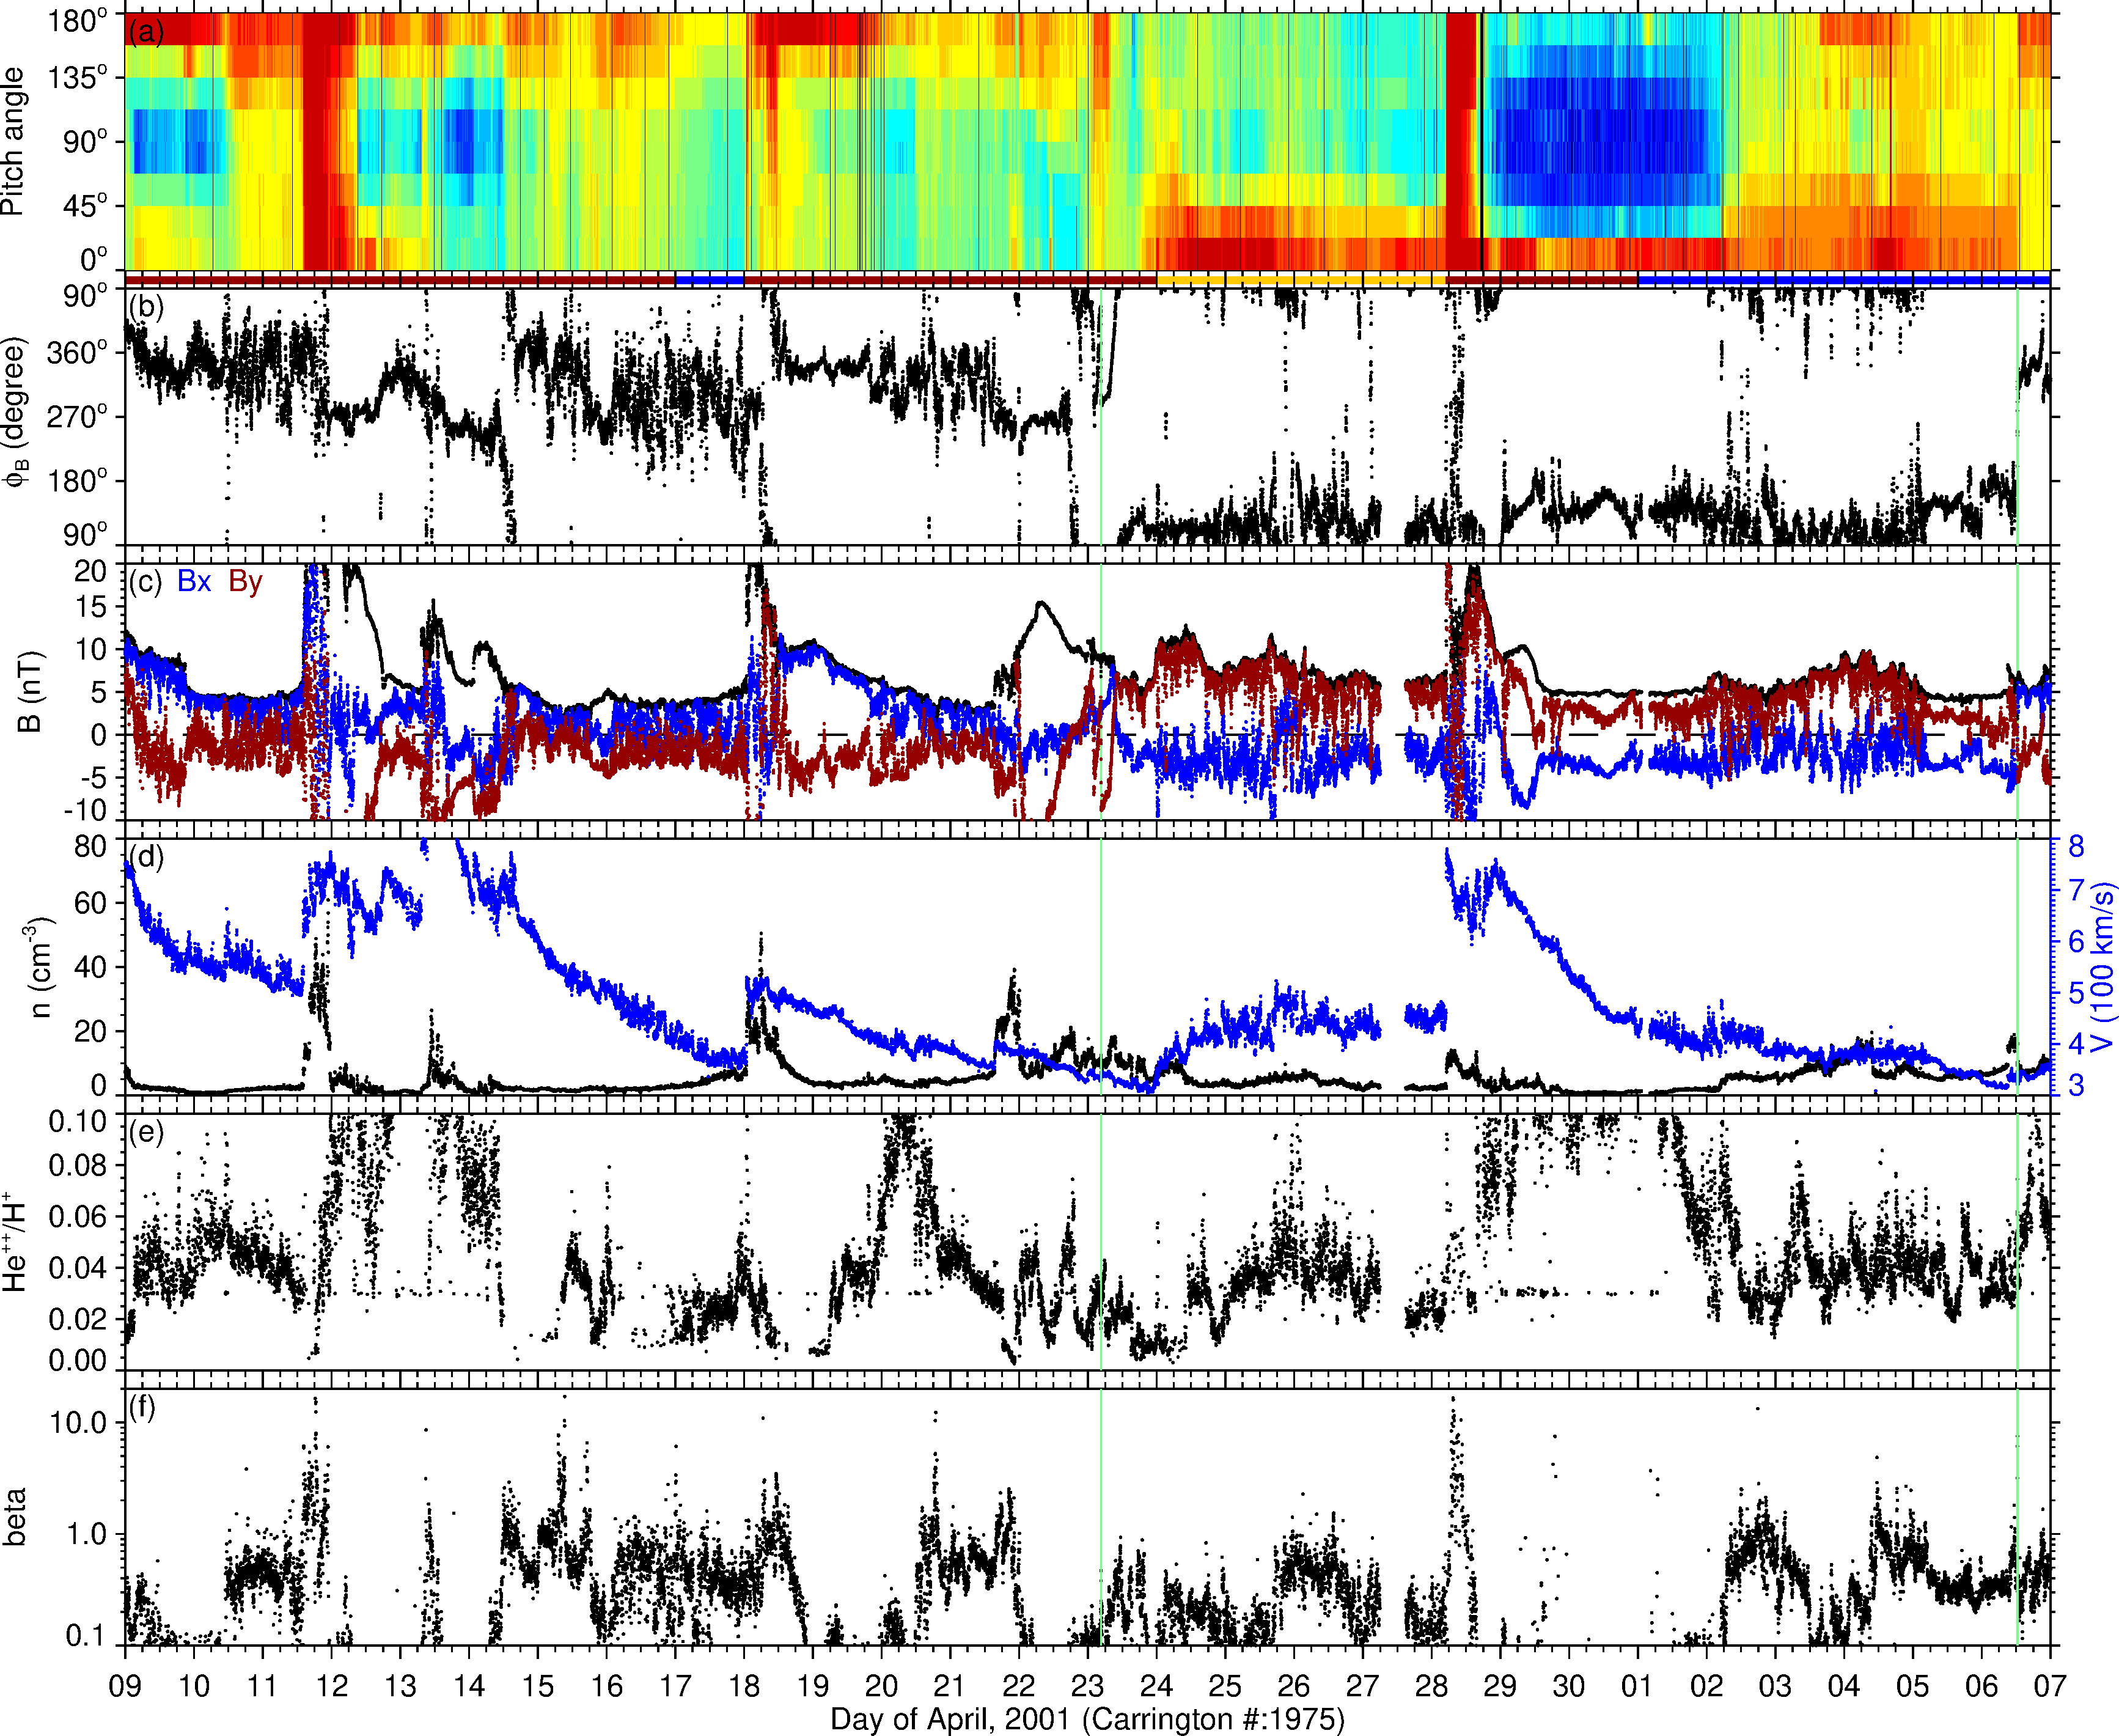 (a)
Pitch angle
180°
135°
90°
45°
0°
(b)
ϕB (degree)
90°
360°
270°
180°
90°
(c) Bx By
B (nT)
20
15
10
5
0
-5
-10
(d)
n (cm-3)
80
60
40
20
0
V (100 km/s)
8
7
6
5
4
3
(e)
He++/H+
0.10
0.08
0.06
0.04
0.02
0.00
(f)
beta
10.0
1.0
0.1
09 10 11 12 13 14 15 16 17 18 19 20 21 22 23 24 25 26 27 28 29 30 01 02 03 04 05 06 07
Day of April, 2001 (Carrington #:1975)